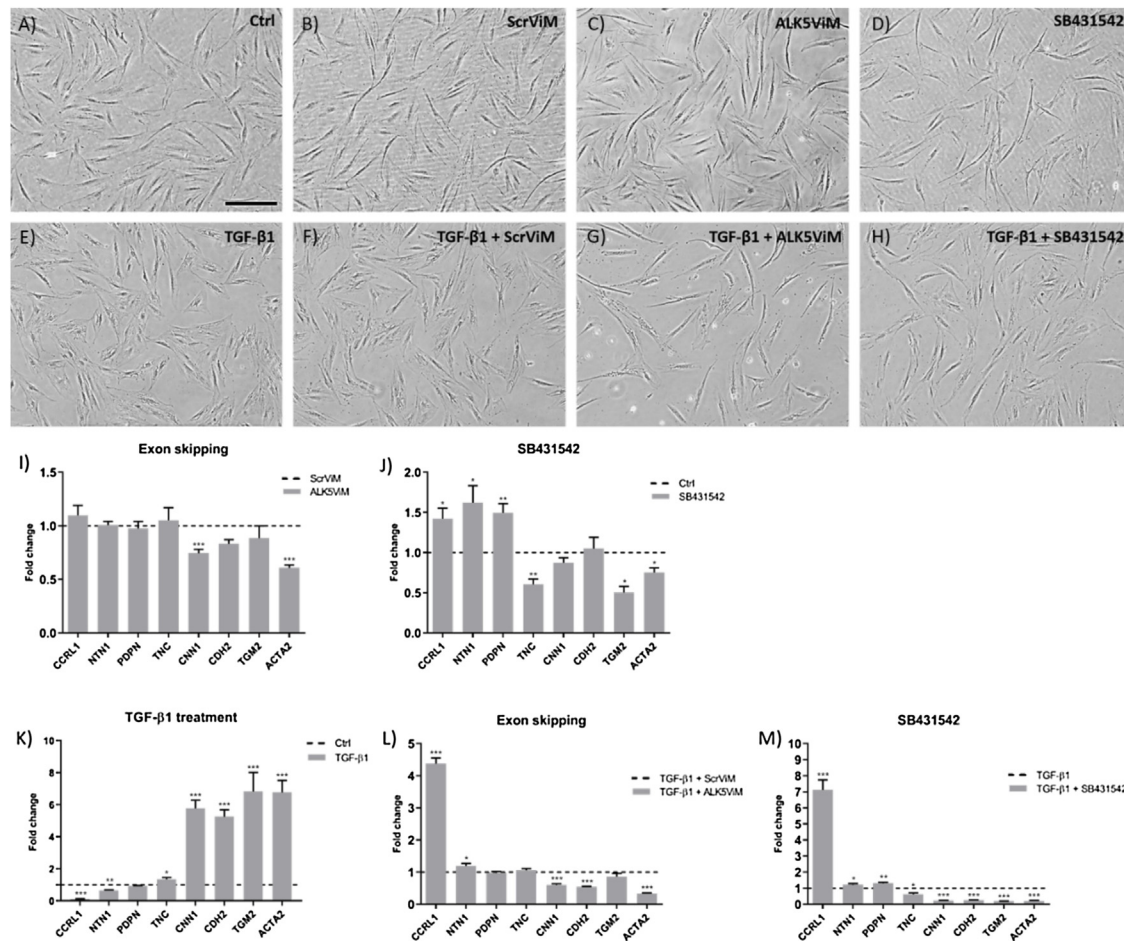 A) Ctrl
B) ScrViM
C) ALK5ViM
D) SB431542
E) TGF-β1
F) TGF-β1 + ScrViM
G) TGF-β1 + ALK5ViM
H) TGF-β1 + SB431542
I) Exon skipping
ScrViM
ALK5ViM
Fold change
1.5
1.0
0.5
0.0
*** ***
CCRL1 NTN1 PDPN TNC CNN1 CDH2 TGM2 ACTA2
J) SB431542
Ctrl
SB431542
Fold change
2.0
1.5
1.0
0.5
0.0
* * ** ** * *
CCRL1 NTN1 PDPN TNC CNN1 CDH2 TGM2 ACTA2
K) TGF-β1 treatment
Ctrl
TGF-β1
Fold change
10
8
6
4
2
0
*** ** * *** *** *** ***
CCRL1 NTN1 PDPN TNC CNN1 CDH2 TGM2 ACTA2
L) Exon skipping
TGF-β1 + ScrViM
TGF-β1 + ALK5ViM
Fold change
5
4
3
2
1
0
*** * *** *** ***
CCRL1 NTN1 PDPN TNC CNN1 CDH2 TGM2 ACTA2
M) SB431542
TGF-β1
TGF-β1 + SB431542
Fold change
10
9
8
7
6
5
4
3
2
1
0
*** * ** * *** *** *** ***
CCRL1 NTN1 PDPN TNC CNN1 CDH2 TGM2 ACTA2